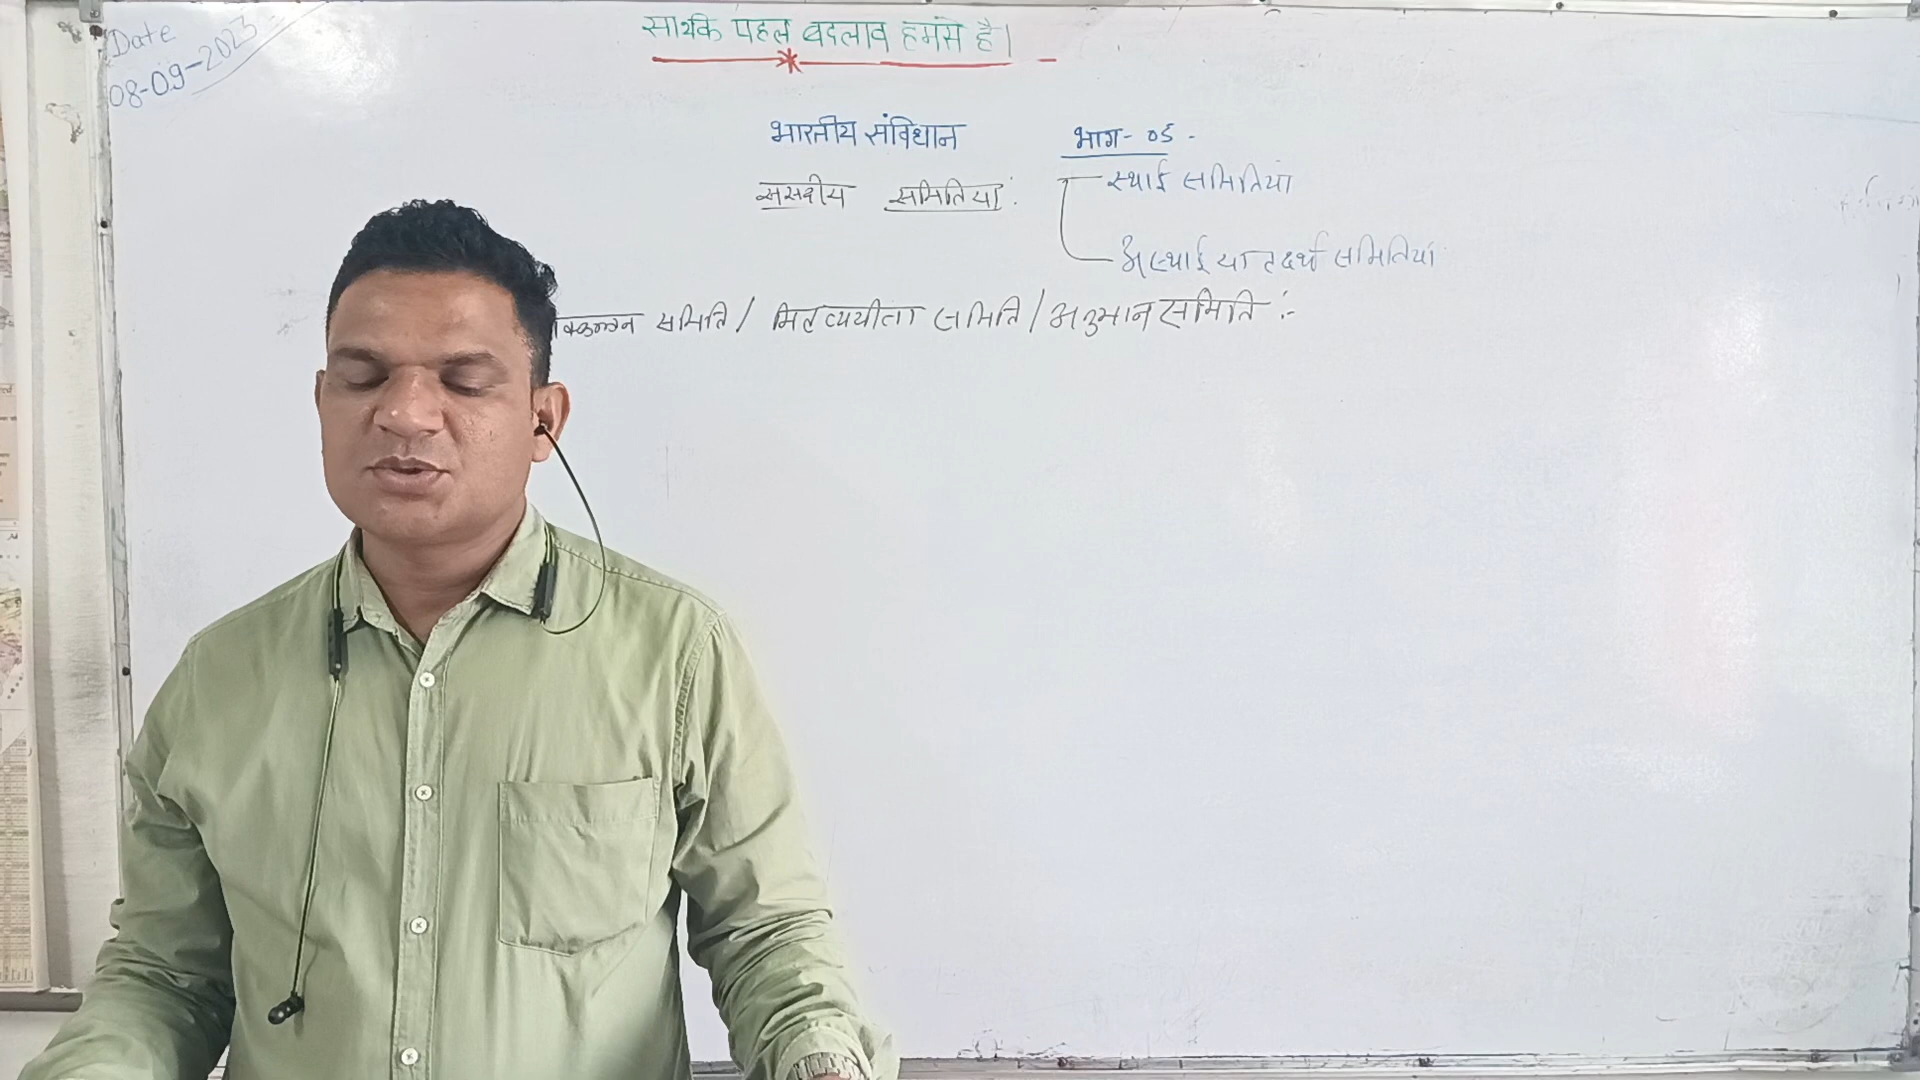 Date
08-09-2023
सार्थक पहल बदलाव हमसे है।
भारतीय संविधान भाग- 05 -
संसदीय समितियां :
स्थाई समितियां
अस्थाई या तदर्थ समितियां
समिति / मितव्ययीता समिति / अनुमान समिति :-